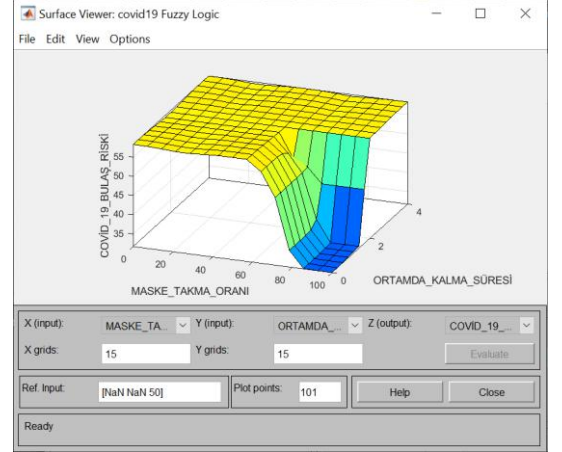 Surface Viewer: covid19 Fuzzy Logic
File Edit View Options
COVİD_19_BULAŞ_RİSKİ
55
50
45
40
35
0
20
40
60
80
100
MASKE_TAKMA_ORANI
0
2
4
ORTAMDA_KALMA_SÜRESİ
X (input): MASKE_TA... Y (input): ORTAMDA_... Z (output): COVİD_19_...
X grids: 15 Y grids: 15 Evaluate
Ref. Input: [NaN NaN 50] Plot points: 101 Help Close
Ready